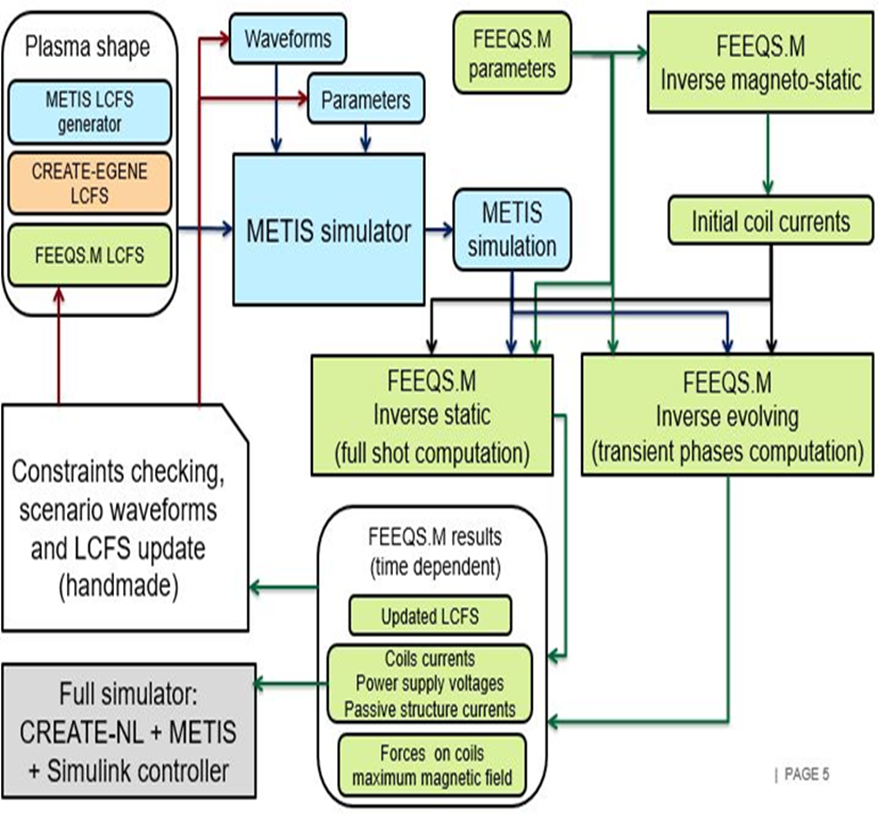 Plasma shape
METIS LCFS
generator
CREATE-EGENE
LCFS
FEEQS.M LCFS
Waveforms
Parameters
METIS simulator
METIS
simulation
FEEQS.M
parameters
FEEQS.M
Inverse magneto-static
Initial coil currents
FEEQS.M
Inverse static
(full shot computation)
FEEQS.M
Inverse evolving
(transient phases computation)
Constraints checking,
scenario waveforms
and LCFS update
(handmade)
FEEQS.M results
(time dependent)
Updated LCFS
Coils currents
Power supply voltages
Passive structure currents
Forces on coils
maximum magnetic field
Full simulator:
CREATE-NL + METIS
+ Simulink controller
| PAGE 5